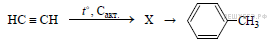 HC≡CH —t°, Cакт.→ X → CH₃